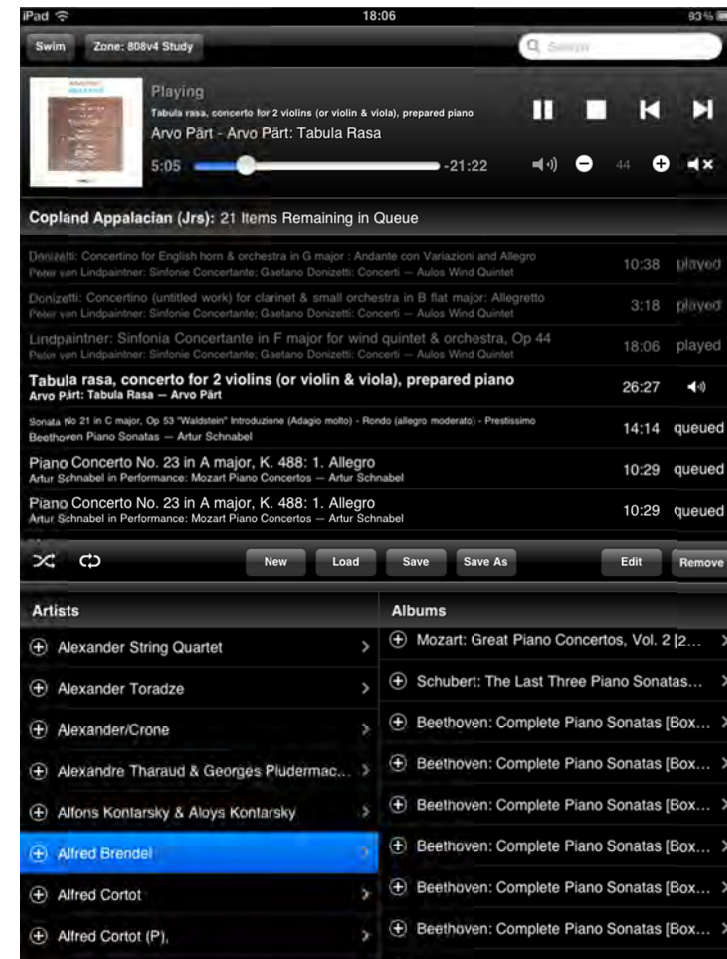 iPad 18:06 93%
Swim Zone: 808v4 Study Search
Playing
Tabula rasa, concerto for 2 violins (or violin & viola), prepared piano
Arvo Pärt - Arvo Pärt: Tabula Rasa
5:05 -21:22 44
Copland Appalacian (Jrs): 21 Items Remaining in Queue
Donizetti: Concertino for English horn & orchestra in G major : Andante con Variazioni and Allegro
Peter von Lindpaintner: Sinfonie Concertante; Gaetano Donizetti: Concerti — Aulos Wind Quintet
10:38 played
Donizetti: Concertino (untitled work) for clarinet & small orchestra in B flat major: Allegretto
Peter von Lindpaintner: Sinfonie Concertante; Gaetano Donizetti: Concerti — Aulos Wind Quintet
3:18 played
Lindpaintner: Sinfonia Concertante in F major for wind quintet & orchestra, Op 44
Peter von Lindpaintner: Sinfonie Concertante; Gaetano Donizetti: Concerti — Aulos Wind Quintet
18:06 played
Tabula rasa, concerto for 2 violins (or violin & viola), prepared piano
Arvo Pärt: Tabula Rasa — Arvo Pärt
26:27
Sonata No 21 in C major, Op 53 "Waldstein" Introduzione (Adagio molto) - Rondo (allegro moderato) - Prestissimo
Beethoven Piano Sonatas — Artur Schnabel
14:14 queued
Piano Concerto No. 23 in A major, K. 488: 1. Allegro
Artur Schnabel in Performance: Mozart Piano Concertos — Artur Schnabel
10:29 queued
Piano Concerto No. 23 in A major, K. 488: 1. Allegro
Artur Schnabel in Performance: Mozart Piano Concertos — Artur Schnabel
10:29 queued
New Load Save Save As Edit Remove
Artists
Alexander String Quartet
Alexander Toradze
Alexander/Crone
Alexandre Tharaud & Georges Pludermac...
Alfons Kontarsky & Aloys Kontarsky
Alfred Brendel
Alfred Cortot
Alfred Cortot (P),
Albums
Mozart: Great Piano Concertos, Vol. 2 [2...
Schubert: The Last Three Piano Sonatas...
Beethoven: Complete Piano Sonatas [Box...
Beethoven: Complete Piano Sonatas [Box...
Beethoven: Complete Piano Sonatas [Box...
Beethoven: Complete Piano Sonatas [Box...
Beethoven: Complete Piano Sonatas [Box...
Beethoven: Complete Piano Sonatas [Box...